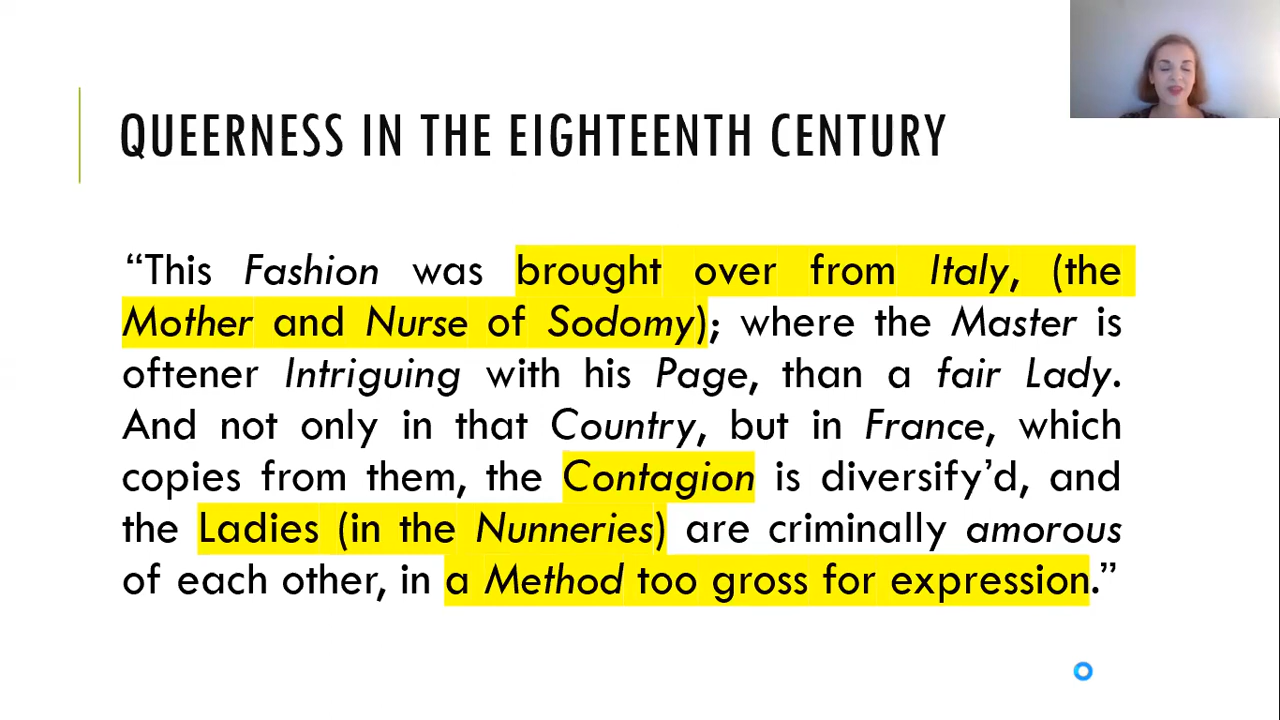 QUEERNESS IN THE EIGHTEENTH CENTURY
“This Fashion was brought over from Italy, (the
Mother and Nurse of Sodomy); where the Master is
oftener Intriguing with his Page, than a fair Lady.
And not only in that Country, but in France, which
copies from them, the Contagion is diversify’d, and
the Ladies (in the Nunneries) are criminally amorous
of each other, in a Method too gross for expression.”